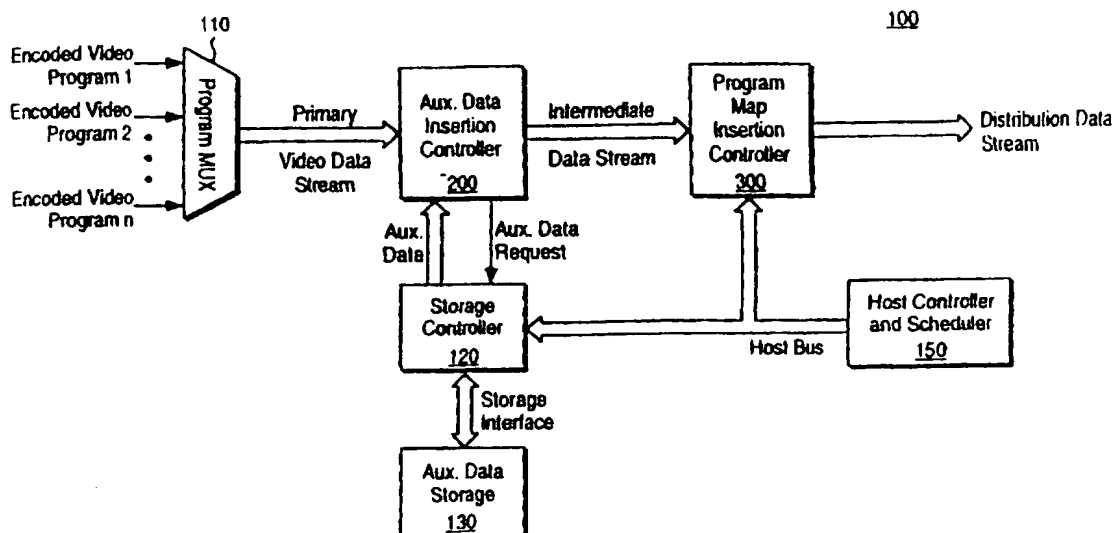 100
110
Encoded Video
Program 1
Encoded Video
Program 2
Encoded Video
Program n
Program MUX
Primary
Video Data
Stream
Aux. Data
Insertion
Controller
200
Intermediate
Data Stream
Program
Map
Insertion
Controller
300
Distribution Data
Stream
Aux.
Data
Aux. Data
Request
Storage
Controller
120
Host Bus
Host Controller
and Scheduler
150
Storage
Interface
Aux. Data
Storage
130